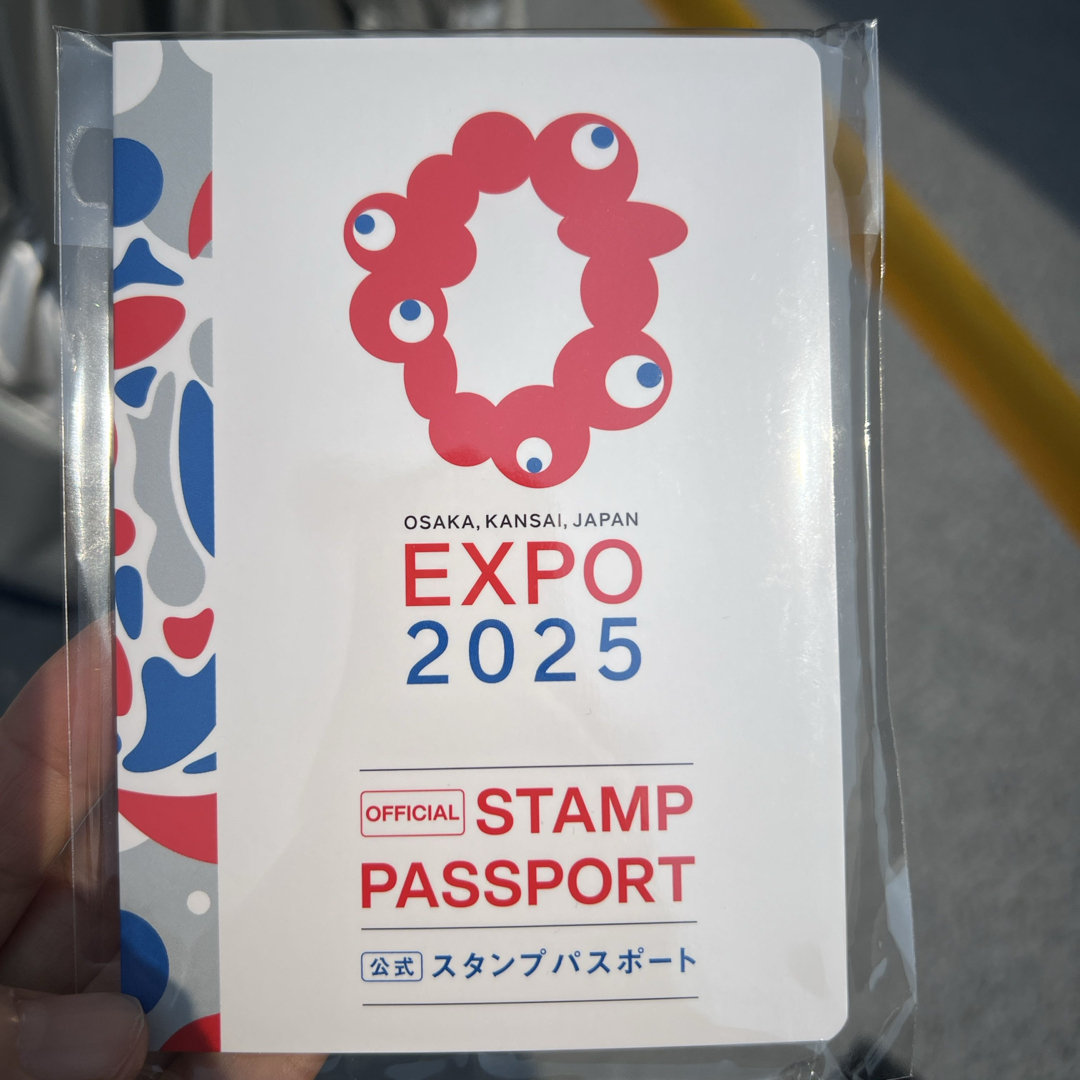 OSAKA, KANSAI, JAPAN
EXPO
2025
OFFICIAL STAMP
PASSPORT
公式 スタンプパスポート